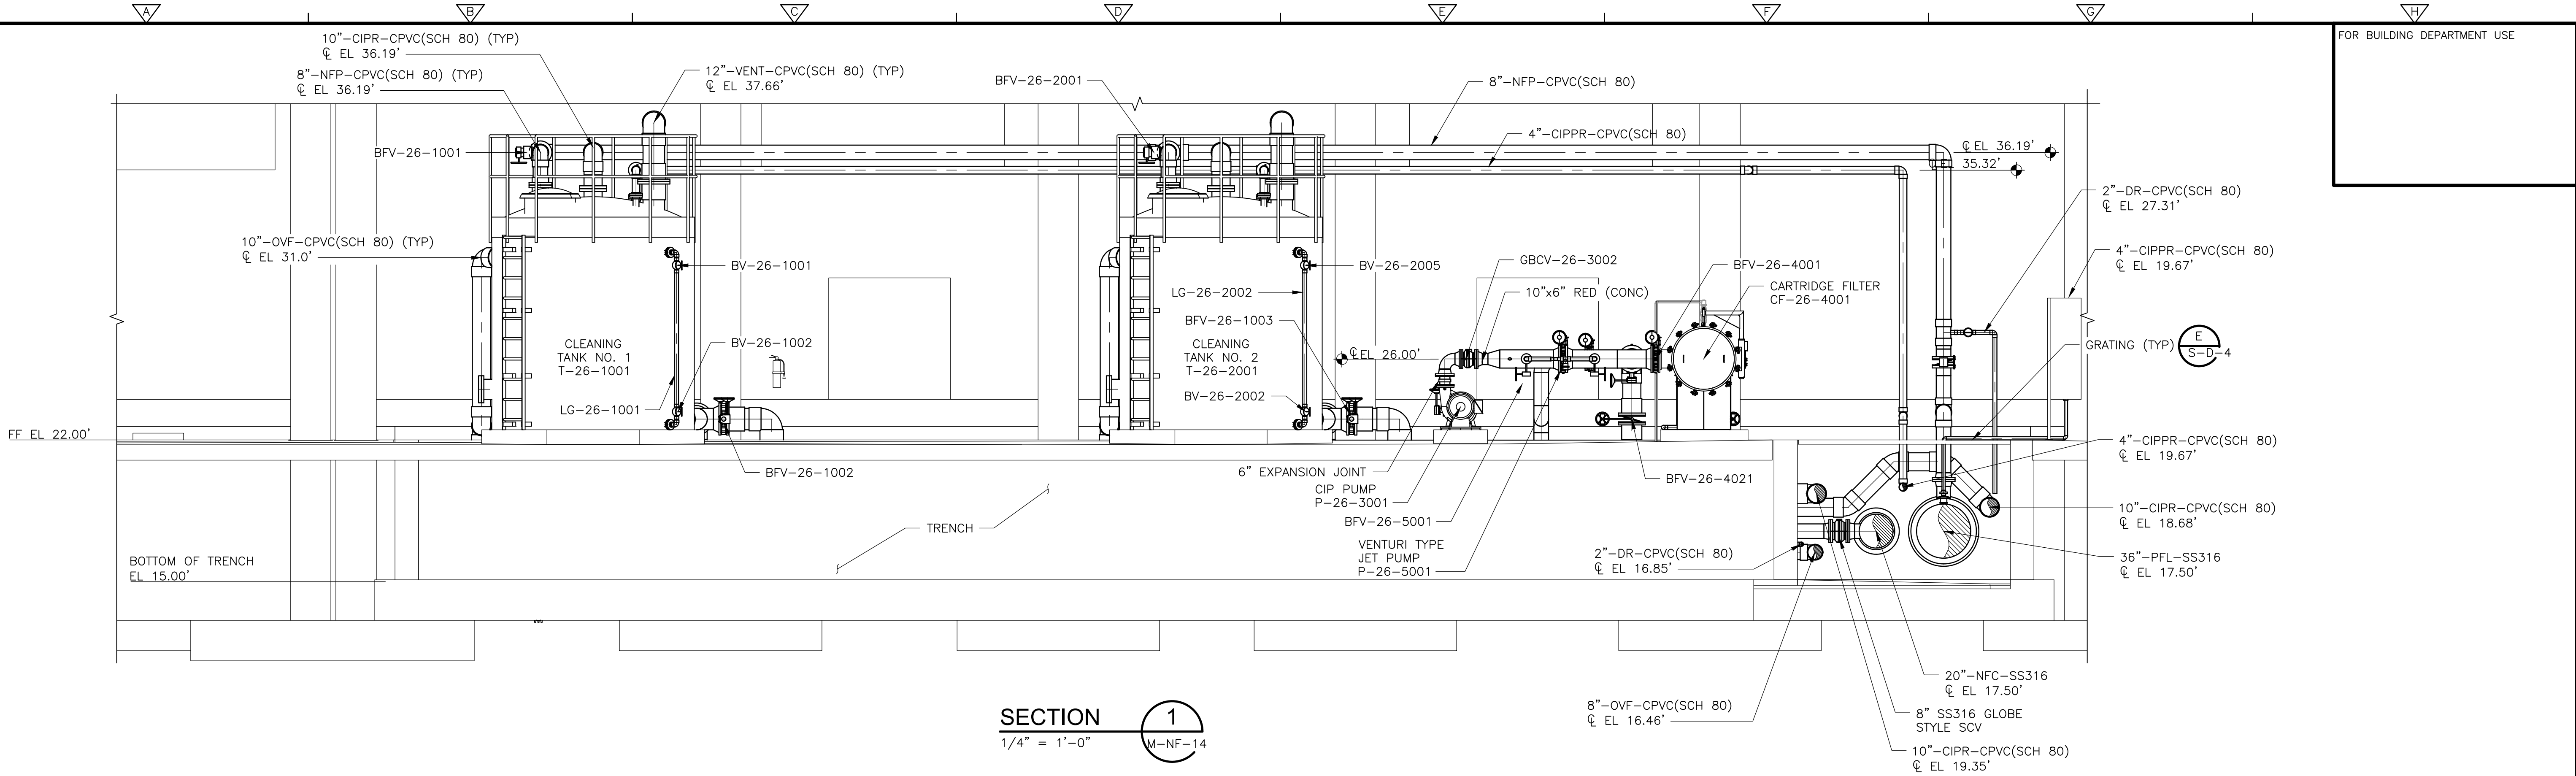 A
B
C
D
E
F
G
H
FOR BUILDING DEPARTMENT USE
10"-CIPR-CPVC(SCH 80) (TYP)
℄ EL 36.19'
8"-NFP-CPVC(SCH 80) (TYP)
℄ EL 36.19'
12"-VENT-CPVC(SCH 80) (TYP)
℄ EL 37.66'
BFV-26-2001
8"-NFP-CPVC(SCH 80)
4"-CIPPR-CPVC(SCH 80)
BFV-26-1001
℄ EL 36.19'
35.32'
2"-DR-CPVC(SCH 80)
℄ EL 27.31'
10"-OVF-CPVC(SCH 80) (TYP)
℄ EL 31.0'
4"-CIPPR-CPVC(SCH 80)
℄ EL 19.67'
BV-26-1001
BV-26-2005
GBCV-26-3002
BFV-26-4001
LG-26-2002
10"x6" RED (CONC)
CARTRIDGE FILTER
CF-26-4001
BFV-26-1003
CLEANING
TANK NO. 1
T-26-1001
BV-26-1002
CLEANING
TANK NO. 2
T-26-2001
℄ EL 26.00'
GRATING (TYP)
E
S-D-4
BV-26-2002
LG-26-1001
FF EL 22.00'
BFV-26-1002
6" EXPANSION JOINT
CIP PUMP
P-26-3001
BFV-26-4021
4"-CIPPR-CPVC(SCH 80)
℄ EL 19.67'
BFV-26-5001
TRENCH
10"-CIPR-CPVC(SCH 80)
℄ EL 18.68'
VENTURI TYPE
JET PUMP
P-26-5001
2"-DR-CPVC(SCH 80)
℄ EL 16.85'
36"-PFL-SS316
℄ EL 17.50'
BOTTOM OF TRENCH
EL 15.00'
20"-NFC-SS316
℄ EL 17.50'
8"-OVF-CPVC(SCH 80)
℄ EL 16.46'
8" SS316 GLOBE
STYLE SCV
10"-CIPR-CPVC(SCH 80)
℄ EL 19.35'
SECTION
1/4" = 1'-0"
1
M-NF-14